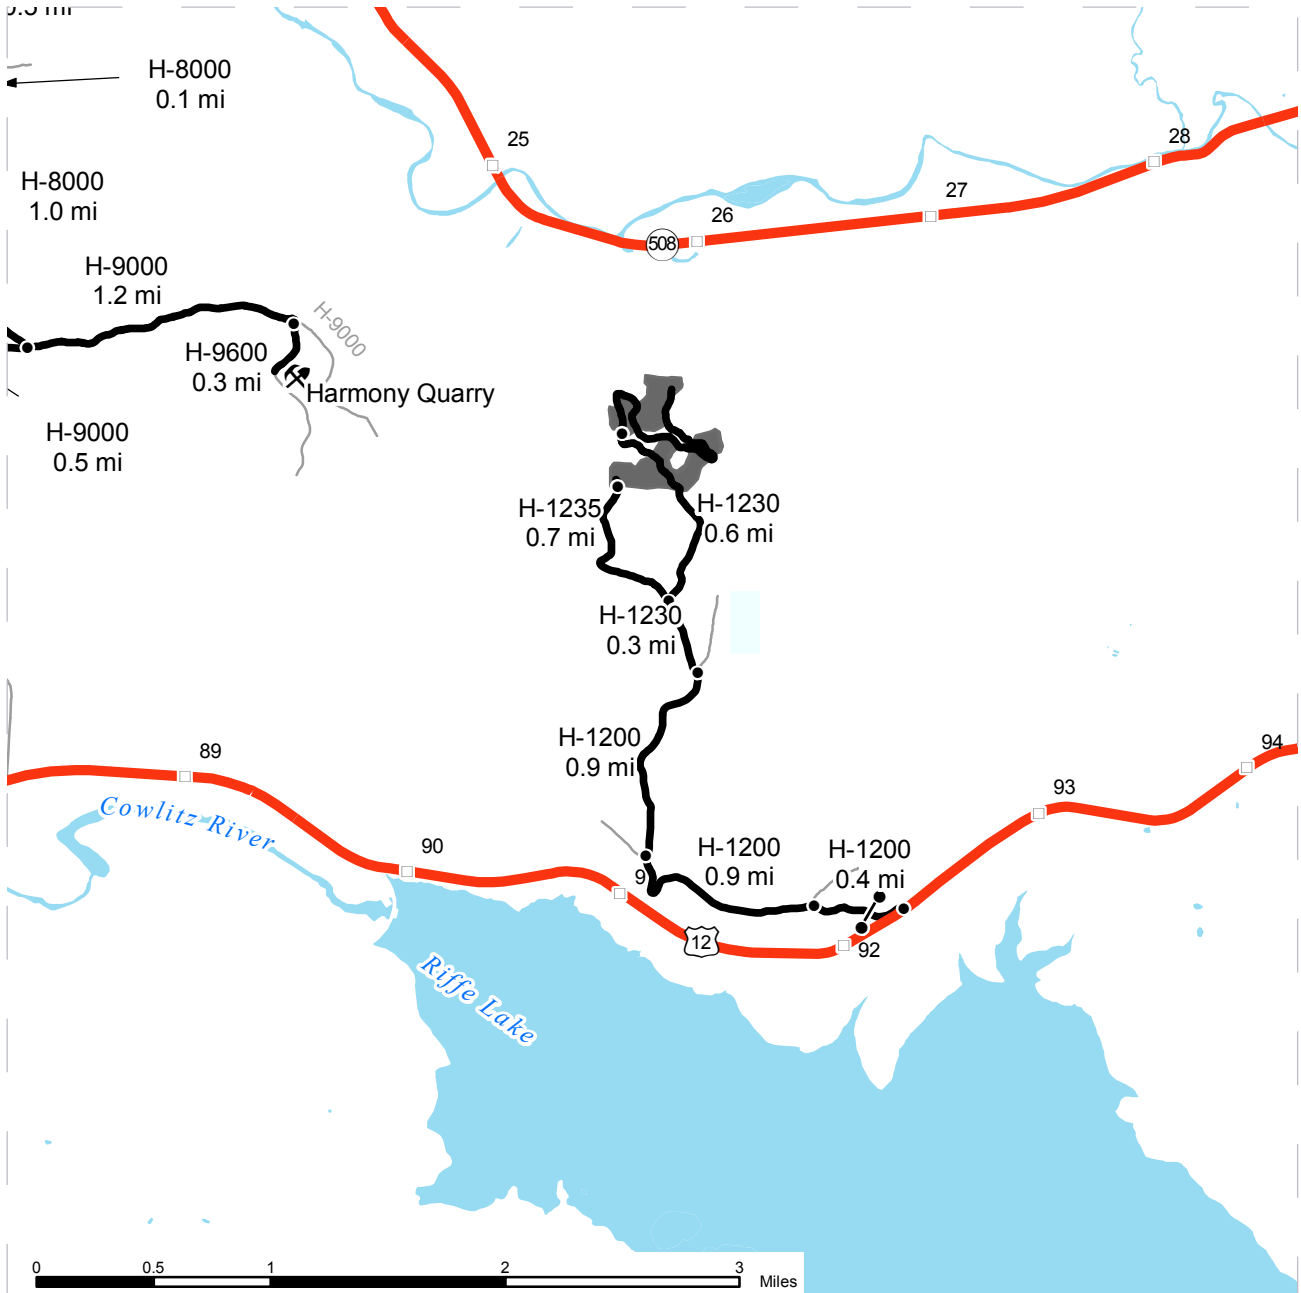 H-8000
0.1 mi
25
28
H-8000
1.0 mi
27
26
508
H-9000
1.2 mi
H-9000
H-9600
0.3 mi
Harmony Quarry
H-9000
0.5 mi
H-1235
0.7 mi
H-1230
0.6 mi
H-1230
0.3 mi
H-1200
0.9 mi
89
94
93
Cowlitz River
90
H-1200
0.9 mi
H-1200
0.4 mi
9
12
92
Riffe Lake
0 0.5 1 2 3
Miles